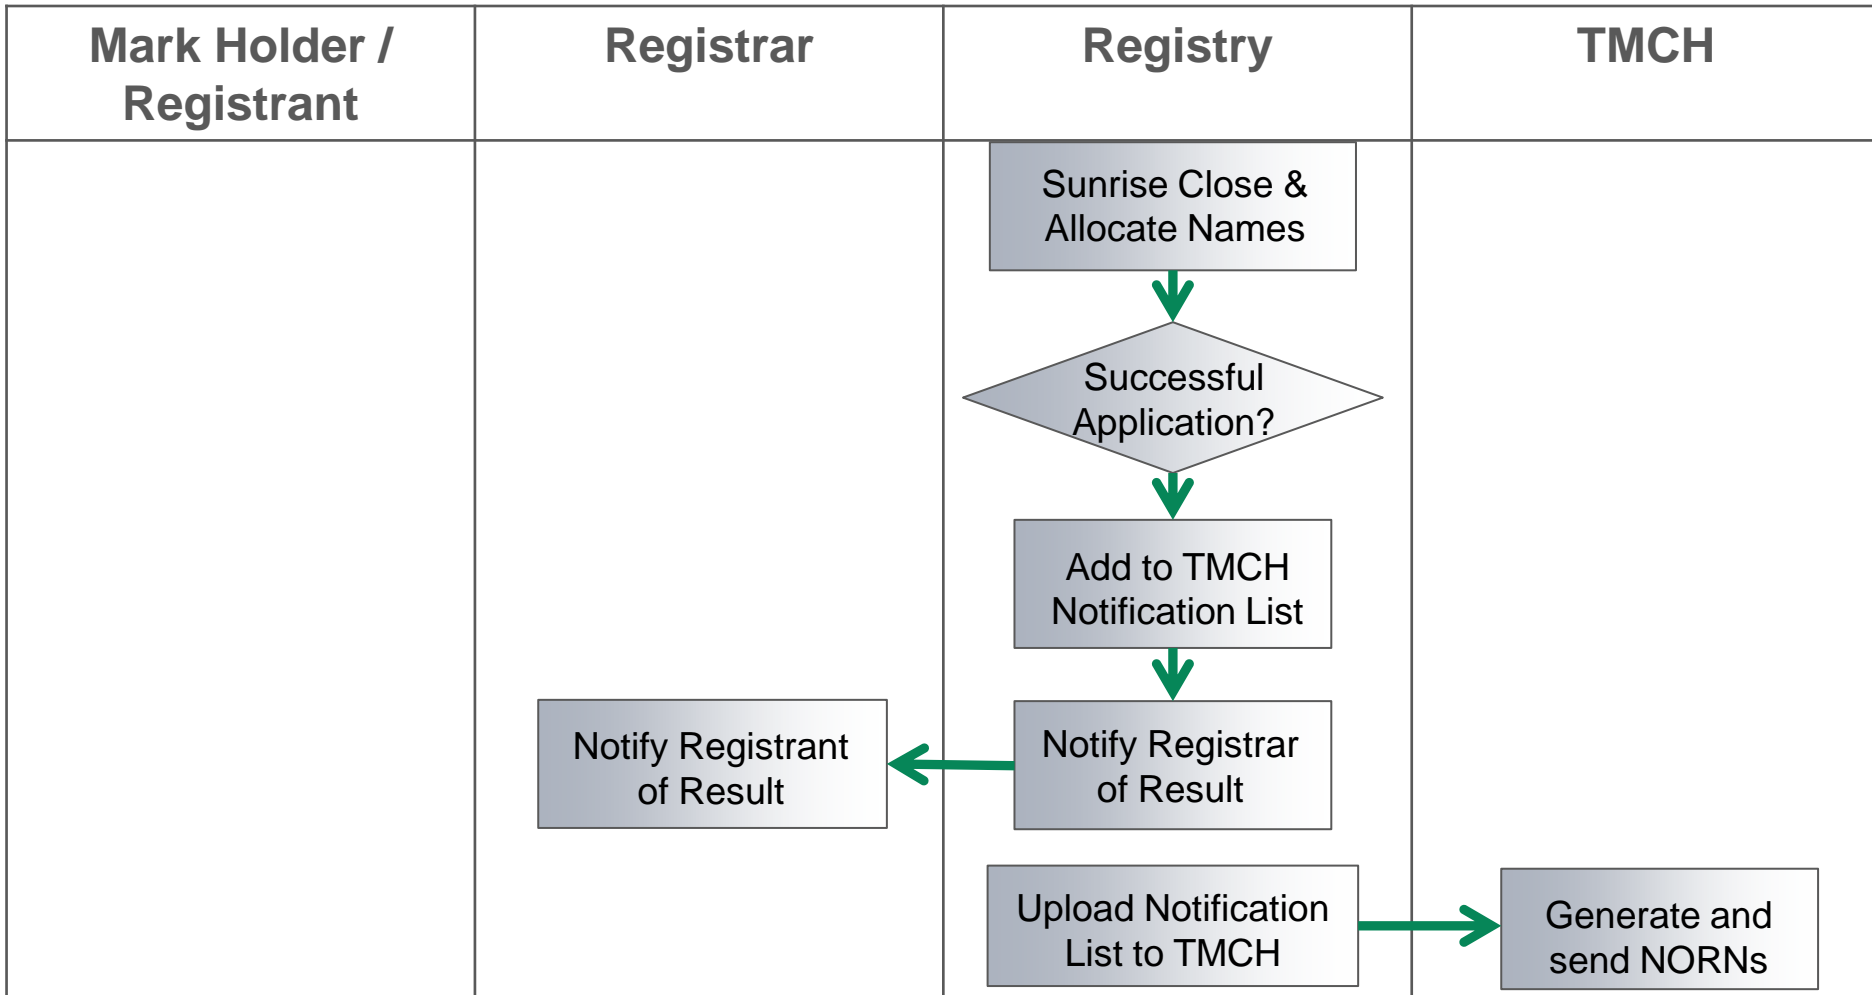 Mark Holder /
Registrant
Registrar
Registry
TMCH
Sunrise Close &
Allocate Names
Successful
Application?
Add to TMCH
Notification List
Notify Registrant
of Result
Notify Registrar
of Result
Upload Notification
List to TMCH
Generate and
send NORNs